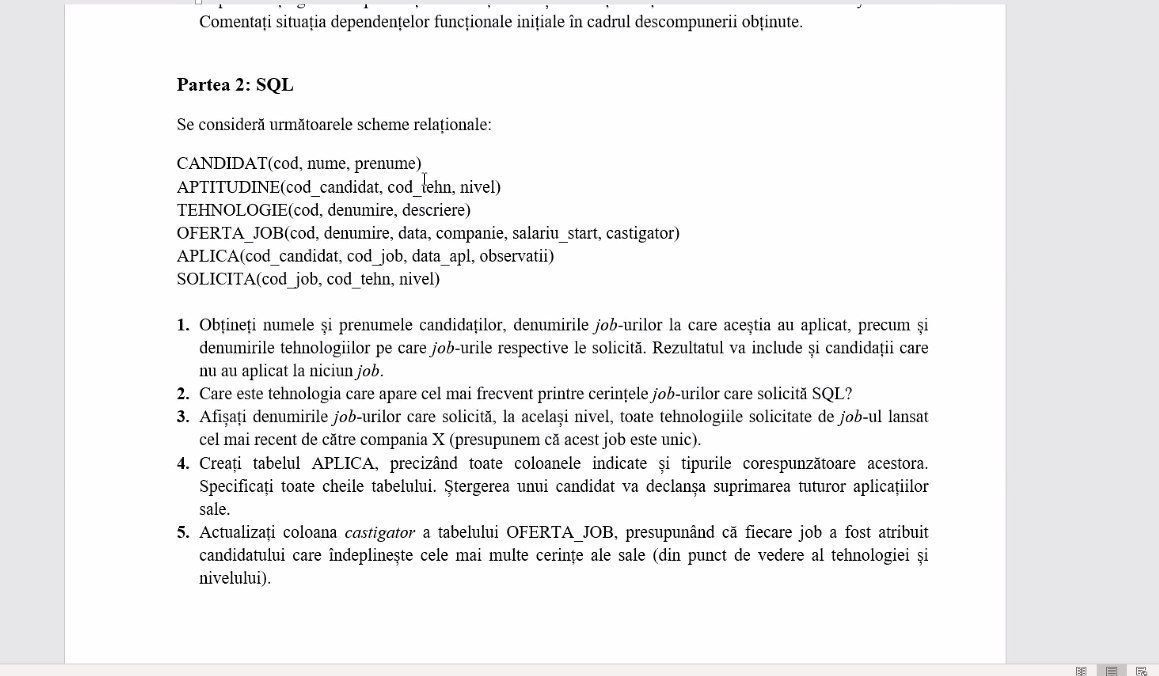 Comentați situația dependențelor funcționale inițiale în cadrul descompunerii obținute.
Partea 2: SQL
Se consideră următoarele scheme relaționale:
CANDIDAT(cod, nume, prenume)
APTITUDINE(cod_candidat, cod_tehn, nivel)
TEHNOLOGIE(cod, denumire, descriere)
OFERTA_JOB(cod, denumire, data, companie, salariu_start, castigator)
APLICA(cod_candidat, cod_job, data_apl, observatii)
SOLICITA(cod_job, cod_tehn, nivel)
1. Obțineți numele și prenumele candidaților, denumirile job-urilor la care aceștia au aplicat, precum și
denumirile tehnologiilor pe care job-urile respective le solicită. Rezultatul va include și candidații care
nu au aplicat la niciun job.
2. Care este tehnologia care apare cel mai frecvent printre cerințele job-urilor care solicită SQL?
3. Afișați denumirile job-urilor care solicită, la același nivel, toate tehnologiile solicitate de job-ul lansat
cel mai recent de către compania X (presupunem că acest job este unic).
4. Creați tabelul APLICA, precizând toate coloanele indicate și tipurile corespunzătoare acestora.
Specificați toate cheile tabelului. Ștergerea unui candidat va declanșa suprimarea tuturor aplicațiilor
sale.
5. Actualizați coloana castigator a tabelului OFERTA_JOB, presupunând că fiecare job a fost atribuit
candidatului care îndeplinește cele mai multe cerințe ale sale (din punct de vedere al tehnologiei și
nivelului).